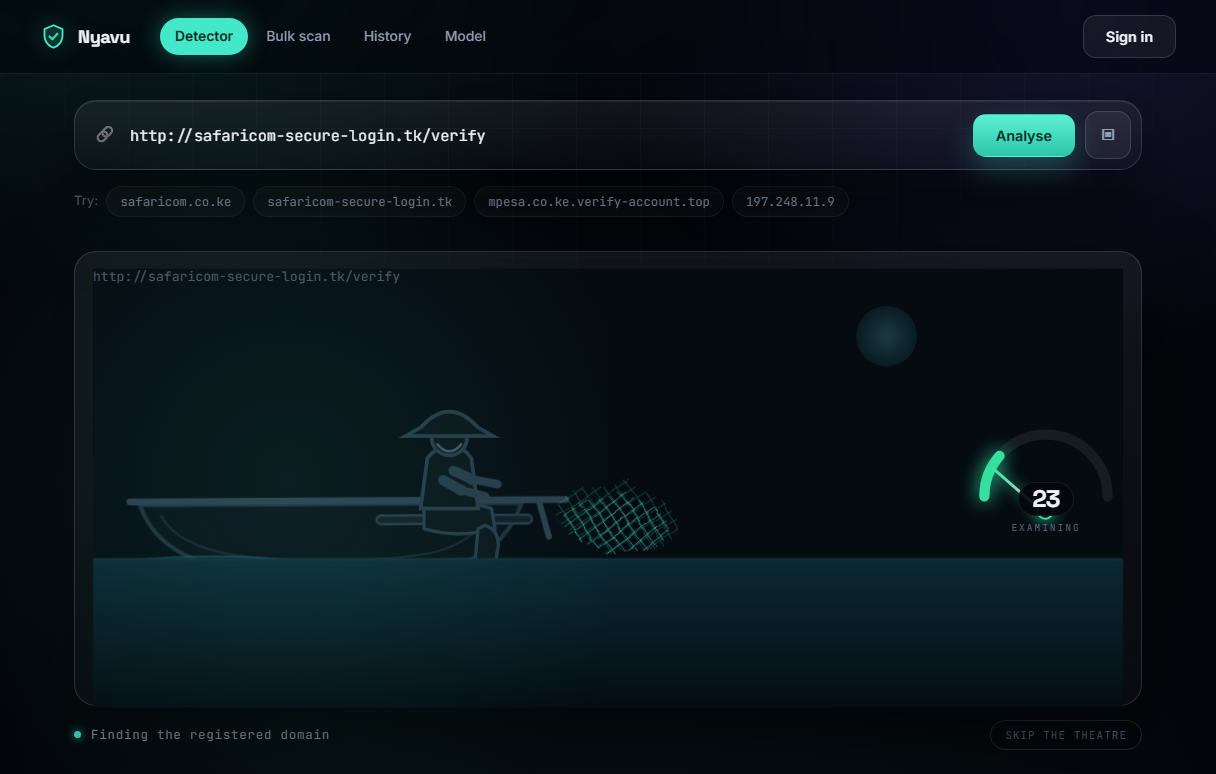 Nyavu
Detector
Bulk scan
History
Model
Sign in
http://safaricom-secure-login.tk/verify
Analyse
Try:
safaricom.co.ke
safaricom-secure-login.tk
mpesa.co.ke.verify-account.top
197.248.11.9
http://safaricom-secure-login.tk/verify
23
EXAMINING
Finding the registered domain
SKIP THE THEATRE